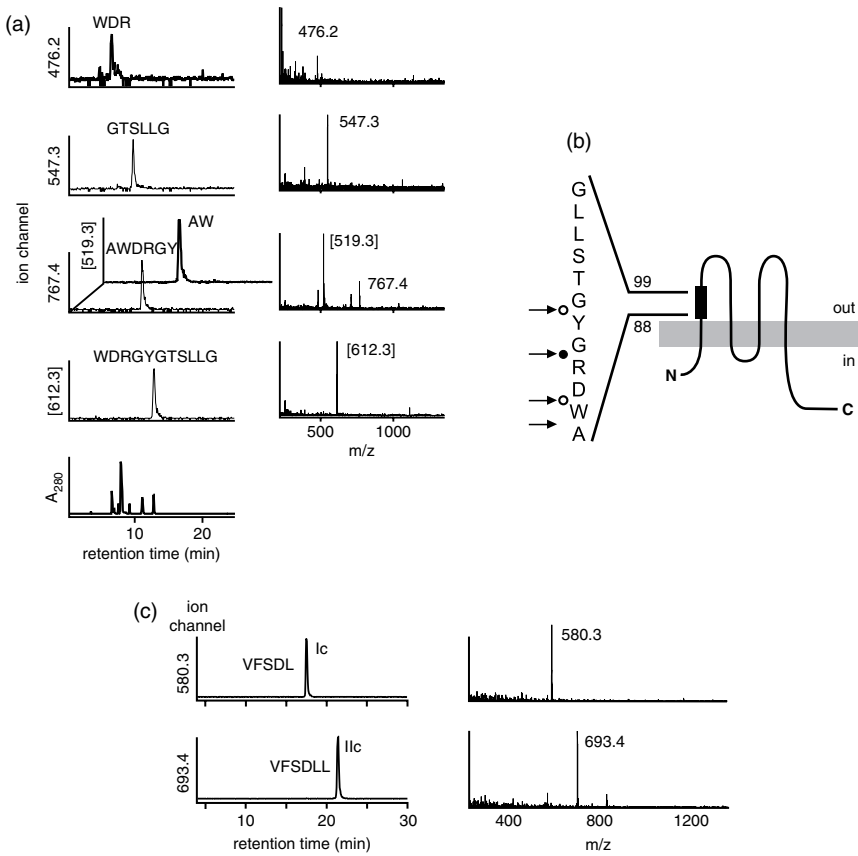 (a)
ion channel
WDR
476.2
476.2
GTSLLG
547.3
547.3
AW
[519.3]
AWDRGY
767.4
[519.3]
767.4
WDRGYGTSLLG
[612.3]
[612.3]
500 1000
m/z
A280
10 20
retention time (min)
(b)
G
L
L
S
T
G
Y
G
R
D
W
A
99
88
out
in
N
C
(c)
ion
channel
VFSDL
Ic
580.3
580.3
VFSDLL
IIc
693.4
693.4
10 20 30
retention time (min)
400 800 1200
m/z